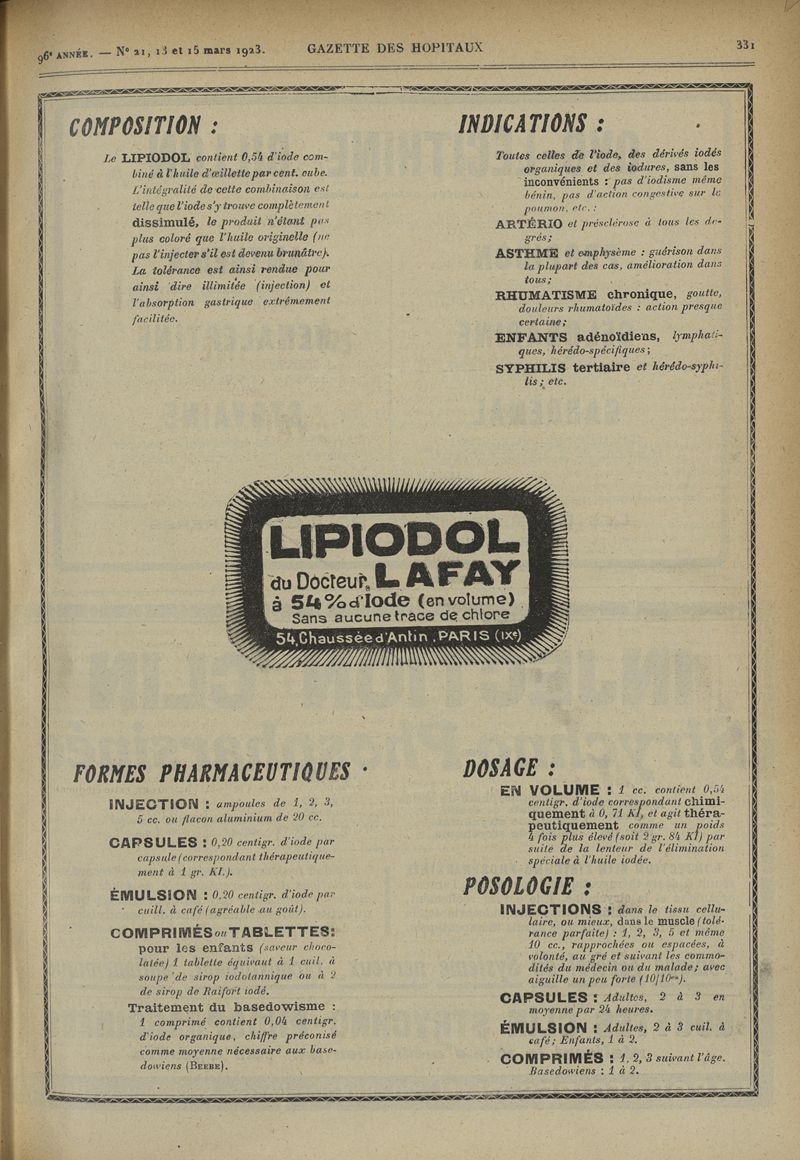 96e ANNÉE. — N° 21, 13 et 15 mars 1923.
GAZETTE DES HOPITAUX
331
COMPOSITION :
Le LIPIODOL contient 0,54 d'iode com-
biné à l'huile d'œillette par cent. cube.
L'intégralité de cette combinaison est
telle que l'iode s'y trouve complètement
dissimulé, le produit n'étant pas
plus coloré que l'huile originelle (ne
pas l'injecter s'il est devenu brunâtre).
La tolérance est ainsi rendue pour
ainsi dire illimitée (injection) et
l'absorption gastrique extrêmement
facilitée.
INDICATIONS :
Toutes celles de l'iode, des dérivés iodés
organiques et des iodures, sans les
inconvénients : pas d'iodisme même
bénin, pas d'action congestive sur le
poumon, etc. :
ARTÉRIO et présclérose à tous les de-
grés;
ASTHME et emphysème : guérison dans
la plupart des cas, amélioration dans
tous;
RHUMATISME chronique, goutte,
douleurs rhumatoïdes : action presque
certaine;
ENFANTS adénoïdiens, lymphati-
ques, hérédo-spécifiques;
SYPHILIS tertiaire et hérédo-syphi-
lis; etc.
LIPIODOL
du Docteur LAFAY
à 54% d'Iode (en volume)
Sans aucune trace de chlore
54, Chaussée d'Antin, PARIS (IXe)
FORMES PHARMACEUTIQUES
INJECTION : ampoules de 1, 2, 3,
5 cc. ou flacon aluminium de 20 cc.
CAPSULES : 0,20 centigr. d'iode par
capsule (correspondant thérapeutique-
ment à 1 gr. KI.).
ÉMULSION : 0,20 centigr. d'iode par
cuill. à café (agréable au goût).
COMPRIMÉS ou TABLETTES:
pour les enfants (saveur choco-
latée) 1 tablette équivaut à 1 cuil. à
soupe de sirop iodotannique ou à 2
de sirop de Raifort iodé.
Traitement du basedowisme :
1 comprimé contient 0,04 centigr.
d'iode organique, chiffre préconisé
comme moyenne nécessaire aux base-
dowiens (BEEBE).
DOSAGE :
EN VOLUME : 1 cc. contient 0,54
centigr. d'iode correspondant chimi-
quement à 0, 71 KI, et agit théra-
peutiquement comme un poids
4 fois plus élevé (soit 2 gr. 84 KI) par
suite de la lenteur de l'élimination
spéciale à l'huile iodée.
POSOLOGIE :
INJECTIONS : dans le tissu cellu-
laire, ou mieux, dans le muscle (tolé-
rance parfaite) : 1, 2, 3, 5 et même
10 cc., rapprochées ou espacées, à
volonté, au gré et suivant les commo-
dités du médecin ou du malade; avec
aiguille un peu forte (10/10es).
CAPSULES : Adultes, 2 à 3 en
moyenne par 24 heures.
ÉMULSION : Adultes, 2 à 3 cuil. à
café; Enfants, 1 à 2.
COMPRIMÉS : 1, 2, 3 suivant l'âge.
Basedowiens : 1 à 2.